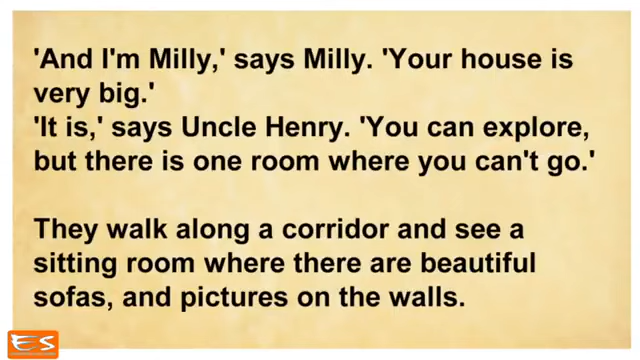 'And I'm Milly,' says Milly. 'Your house is
very big.'
'It is,' says Uncle Henry. 'You can explore,
but there is one room where you can't go.'
They walk along a corridor and see a
sitting room where there are beautiful
sofas, and pictures on the walls.
ES